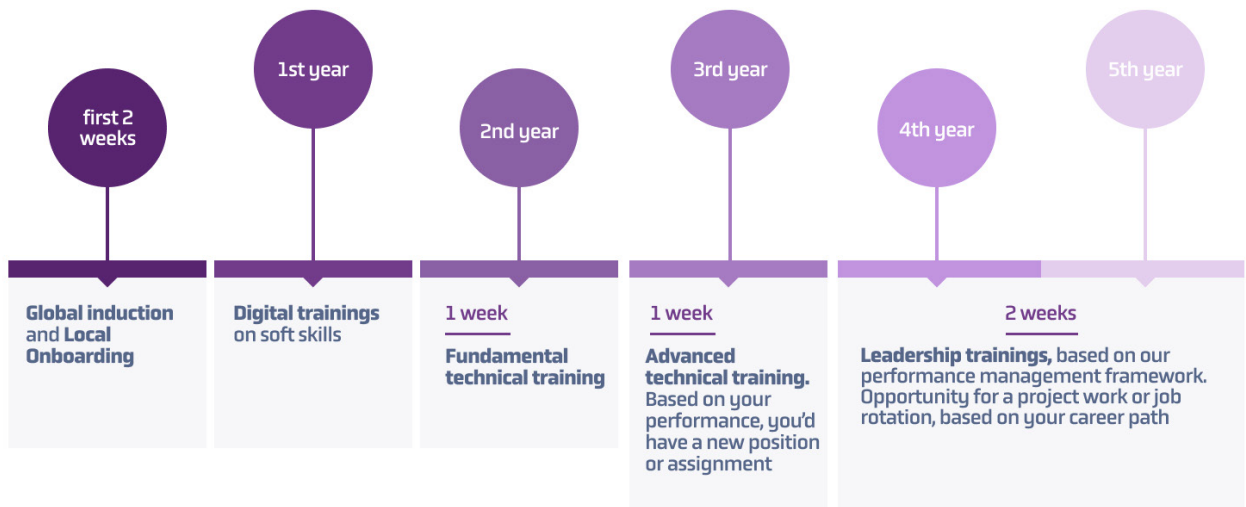 first 2
weeks
1st year
2nd year
3rd year
4th year
5th year
Global induction
and Local
Onboarding
Digital trainings
on soft skills
1 week
Fundamental
technical training
1 week
Advanced
technical training.
Based on your
performance, you’d
have a new position
or assignment
2 weeks
Leadership trainings, based on our
performance management framework.
Opportunity for a project work or job
rotation, based on your career path